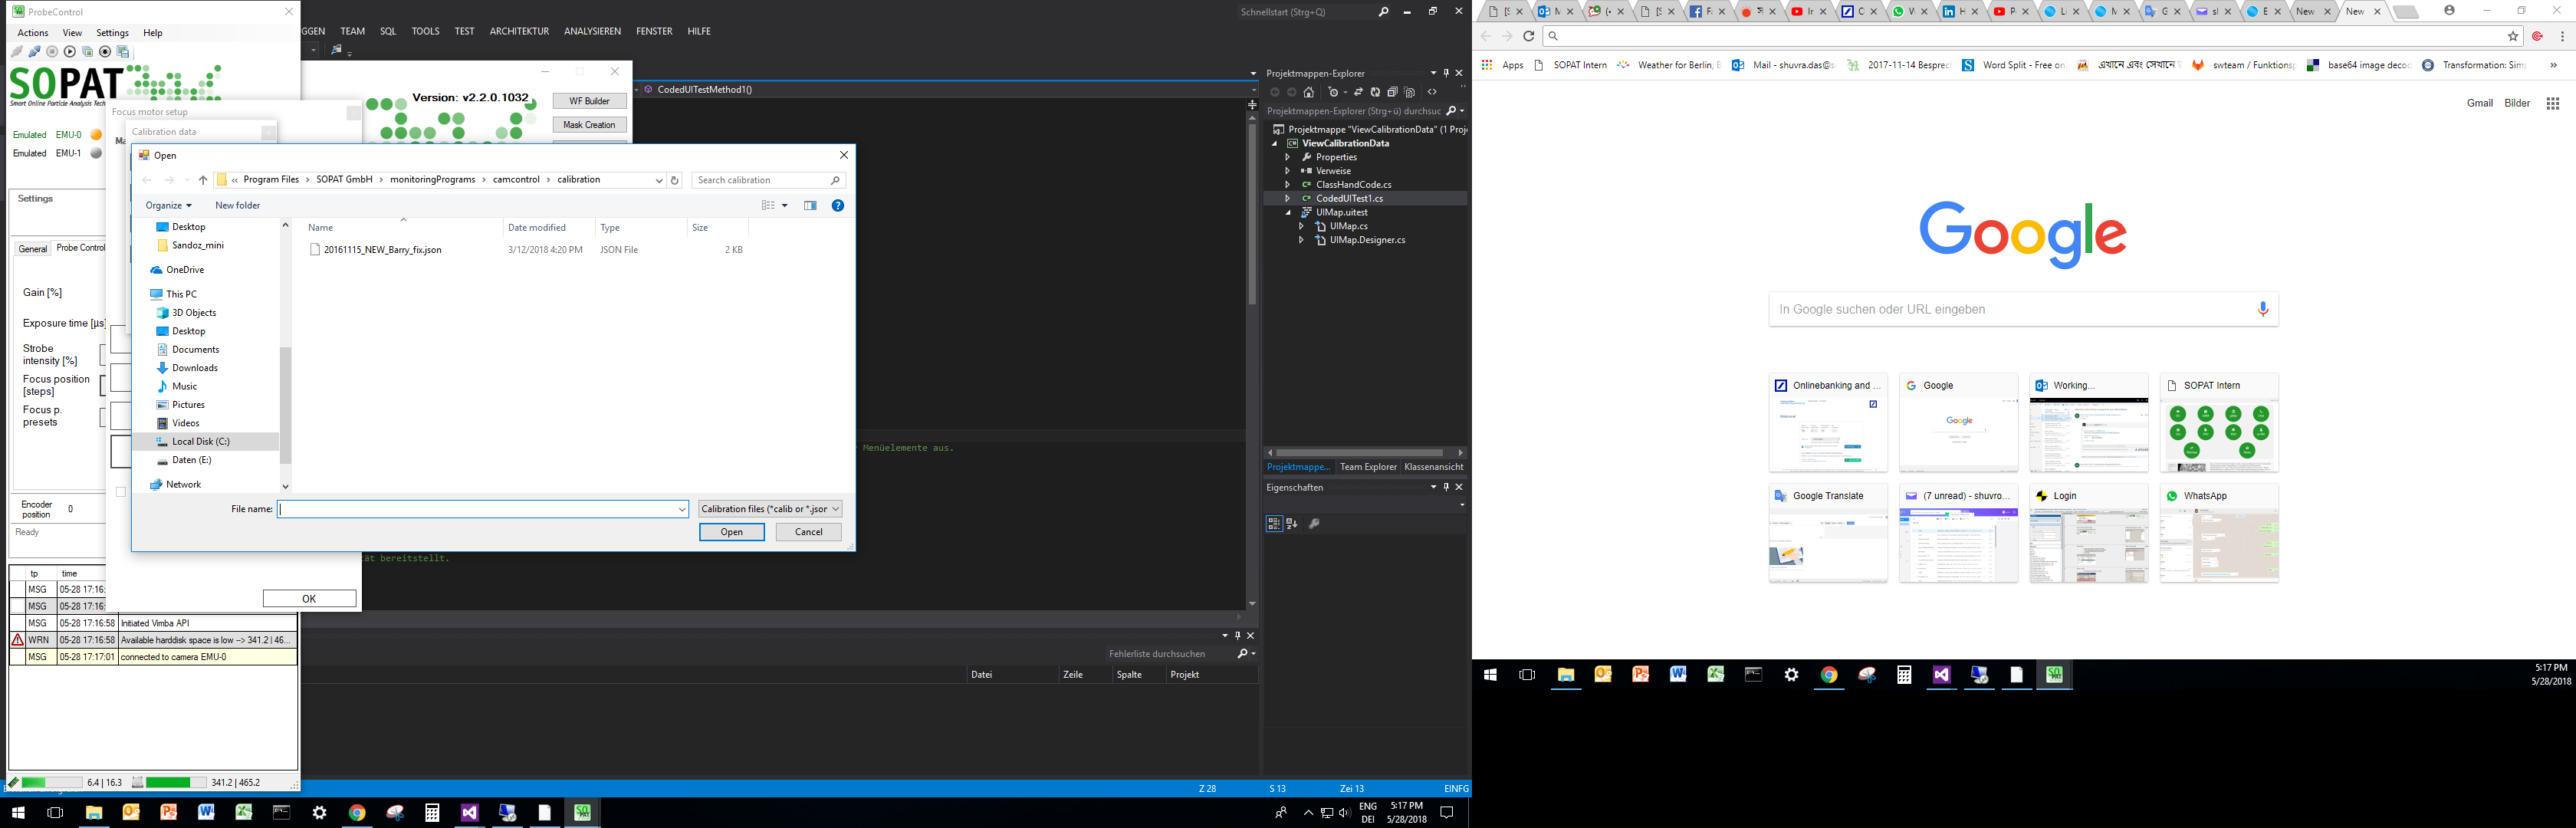 ProbeControl
Actions View Settings Help
SOPAT
Smart Online Particle Analysis Techn
Emulated EMU-0
Emulated EMU-1
Settings
General Probe Control
Gain [%]
Exposure time [µs]
Strobe
intensity [%]
Focus position
[steps]
Focus p.
presets
Encoder
position 0
Ready
tp time
MSG 05-28 17:16:
MSG 05-28 17:16:
MSG 05-28 17:16:58 Initiated Vimba API
WRN 05-28 17:16:58 Available harddisk space is low --> 341.2 | 46...
MSG 05-28 17:17:01 connected to camera EMU-0
6.4 | 16.3 341.2 | 465.2
Focus motor setup
Calibration data
OK
GGEN TEAM SQL TOOLS TEST ARCHITEKTUR ANALYSIEREN FENSTER HILFE
Schnellstart (Strg+Q)
Version: v2.2.0.1032
WF Builder
Mask Creation
CodedUITestMethod1()
Open
« Program Files › SOPAT GmbH › monitoringPrograms › camcontrol › calibration
Search calibration
Organize New folder
Desktop
Sandoz_mini
OneDrive
This PC
3D Objects
Desktop
Documents
Downloads
Music
Pictures
Videos
Local Disk (C:)
Daten (E:)
Network
Name Date modified Type Size
20161115_NEW_Barry_fix.json 3/12/2018 4:20 PM JSON File 2 KB
File name: Calibration files (*calib or *.jsor
Open Cancel
Menüelemente aus.
ät bereitstellt.
Fehlerliste durchsuchen
Datei Zeile Spalte Projekt
Z 28 S 13 Zei 13 EINFG
Projektmappen-Explorer
Projektmappen-Explorer (Strg+ü) durchsuc
Projektmappe "ViewCalibrationData" (1 Proje
ViewCalibrationData
Properties
Verweise
ClassHandCode.cs
CodedUITest1.cs
UIMap.uitest
UIMap.cs
UIMap.Designer.cs
Projektmappe... Team Explorer Klassenansicht
Eigenschaften
ENG
DEI
5:17 PM
5/28/2018
New New
Apps SOPAT Intern Weather for Berlin, B Mail - shuvra.das@s 2017-11-14 Besprec Word Split - Free on এখানে এবং সেখানে swteam / Funktions base64 image decod Transformation: Sim »
Gmail Bilder
Google
In Google suchen oder URL eingeben
Onlinebanking and ... Google Working... SOPAT Intern
Google Translate (7 unread) - shuvro... Login WhatsApp
5:17 PM
5/28/2018